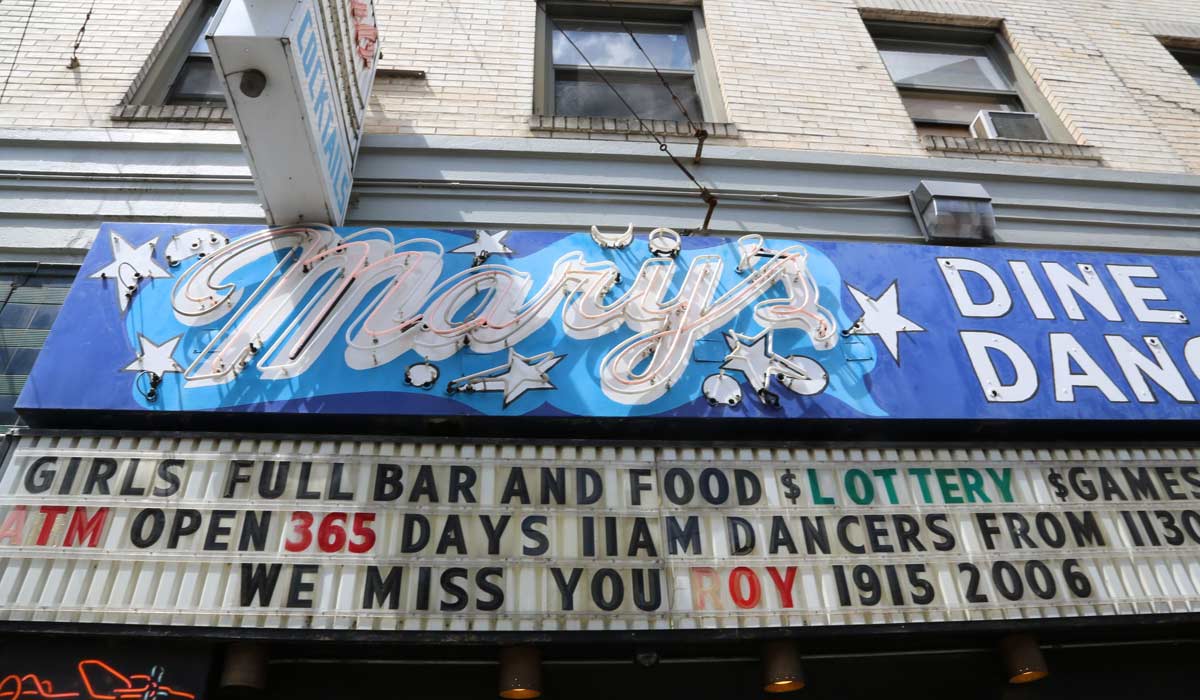 COCKTAILS
Mary's
DINE
DANC
GIRLS FULL BAR AND FOOD $LOTTERY $GAMES
ATM OPEN 365 DAYS 11AM DANCERS FROM 1130
WE MISS YOU ROY 1915 2006